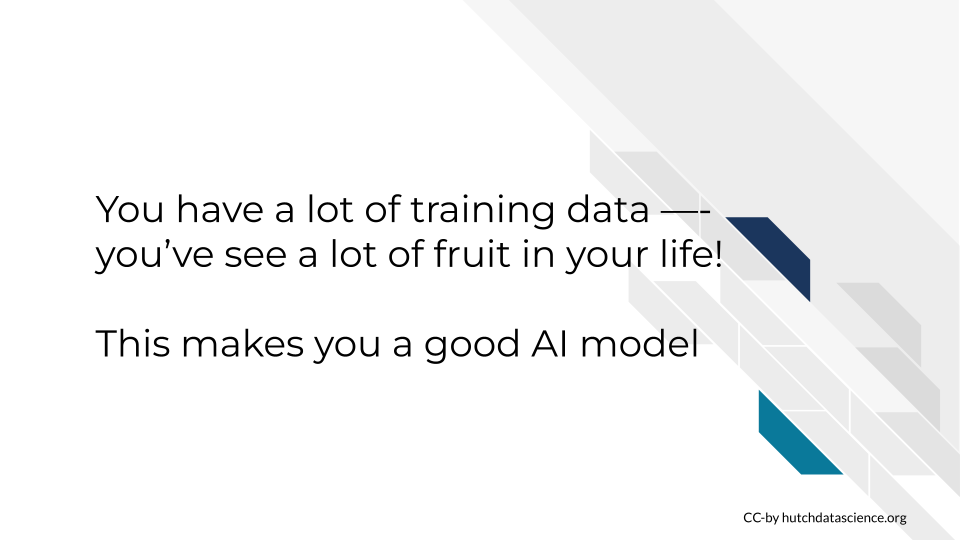 You have a lot of training data —-
you’ve see a lot of fruit in your life!
This makes you a good AI model
CC-by hutchdatascience.org